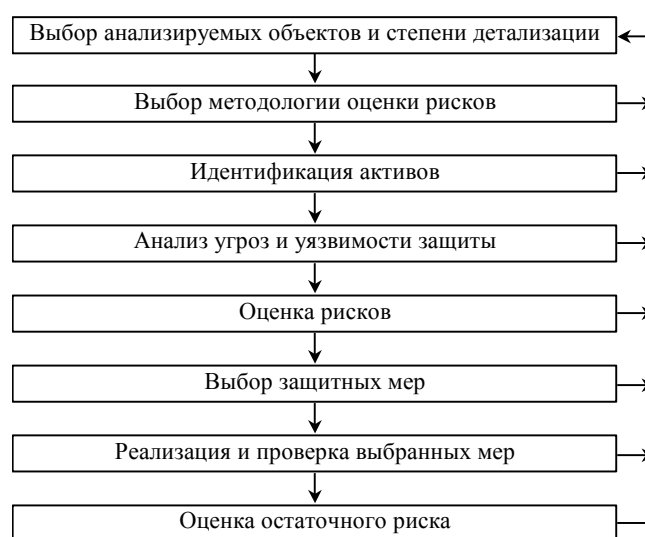 Выбор анализируемых объектов и степени детализации
Выбор методологии оценки рисков
Идентификация активов
Анализ угроз и уязвимости защиты
Оценка рисков
Выбор защитных мер
Реализация и проверка выбранных мер
Оценка остаточного риска